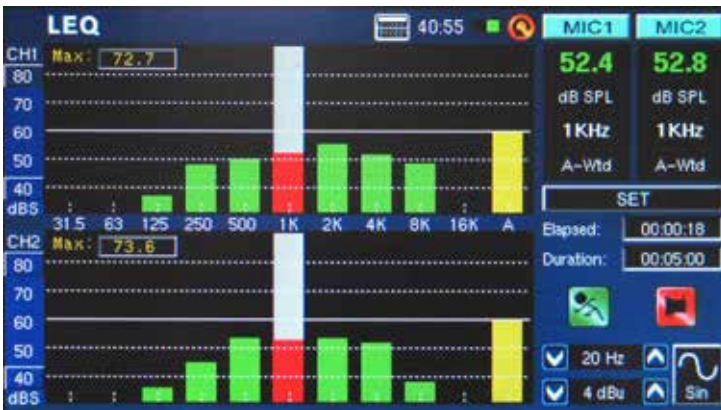 LEQ 40:55 MIC1 MIC2
CH1 Max: 72.7
80
70
60
50
40
dBS
31.5 63 125 250 500 1K 2K 4K 8K 16K A
CH2 Max: 73.6
80
70
60
50
40
dBS
52.4 52.8
dB SPL dB SPL
1KHz 1KHz
A-Wtd A-Wtd
SET
Elapsed: 00:00:18
Duration: 00:05:00
20 Hz
4 dBu
Sin